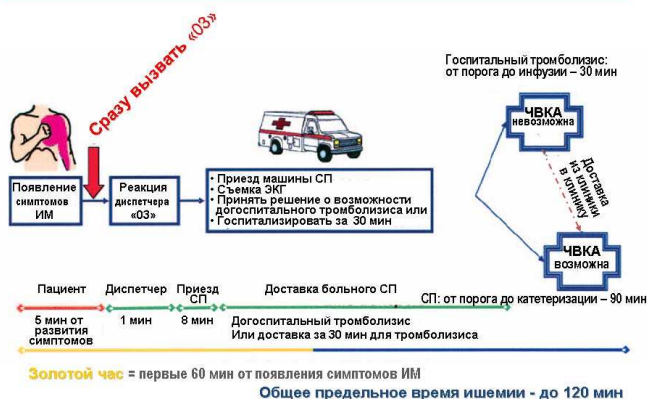 Сразу вызвать «03»
Госпитальный тромболизис:
от порога до инфузии – 30 мин
ЧВКА
невозможна
Доставка
из клиники
в клинику
Появление
симптомов
ИМ
Реакция
диспетчера
«03»
• Приезд машины СП
• Съемка ЭКГ
• Принять решение о возможности
догоспитального тромболизиса или
• Госпитализировать за 30 мин
ЧВКА
возможна
Пациент
Диспетчер
Приезд
СП
Доставка больного СП
СП: от порога до катетеризации – 90 мин
5 мин от
развития
симптомов
1 мин
8 мин
Догоспитальный тромболизис
Или доставка за 30 мин для тромболизиса
Золотой час = первые 60 мин от появления симптомов ИМ
Общее предельное время ишемии - до 120 мин